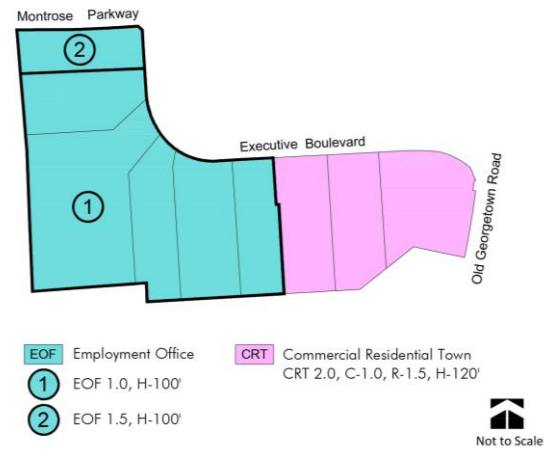 Montrose Parkway
2
Executive Boulevard
Old Georgetown Road
1
EOF Employment Office
1 EOF 1.0, H-100'
2 EOF 1.5, H-100'
CRT Commercial Residential Town
CRT 2.0, C-1.0, R-1.5, H-120'
Not to Scale